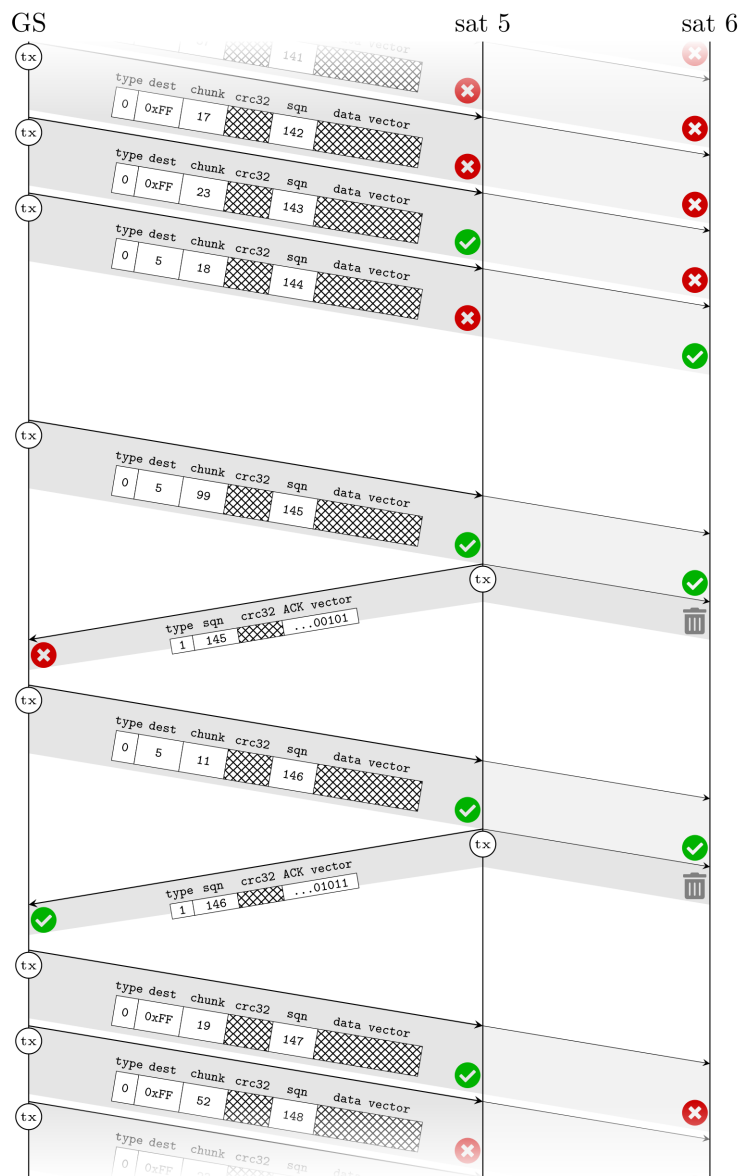 GS sat 5 sat 6
tx
141
vector
type dest chunk crc32 sqn data vector
0 0xFF 17 142
tx
type dest chunk crc32 sqn data vector
0 0xFF 23 143
tx
type dest chunk crc32 sqn data vector
0 5 18 144
tx
type dest chunk crc32 sqn data vector
0 5 99 145
tx
type sqn crc32 ACK vector
1 145 ...00101
tx
type dest chunk crc32 sqn data vector
0 5 11 146
tx
type sqn crc32 ACK vector
1 146 ...01011
tx
type dest chunk crc32 sqn data vector
0 0xFF 19 147
tx
type dest chunk crc32 sqn data vector
0 0xFF 52 148
tx
type dest chunk crc32 sqn data vector
0 0xFF